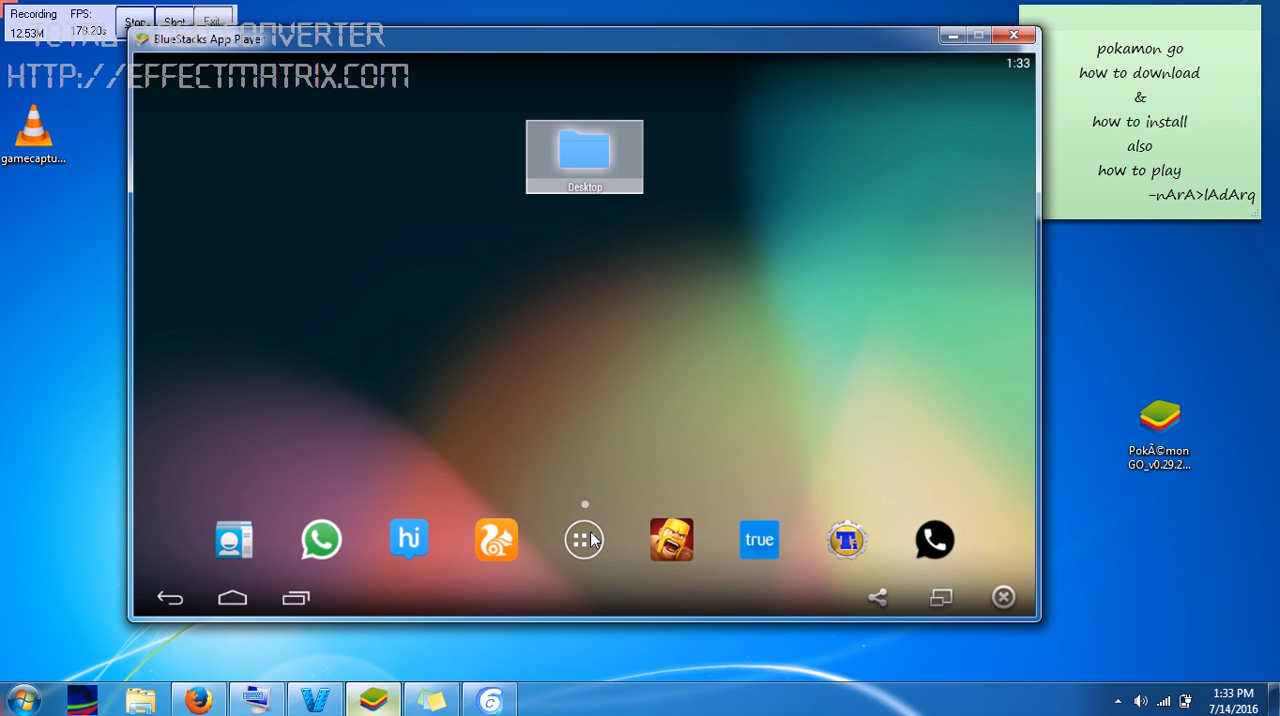 Recording
FPS:
12.53M
178.20s
Stop
Shot
Exit
CONVERTER
HTTP://EFFECTMATRIX.COM
BlueStacks App Player
1:33
Desktop
gamecaptu...
pokamon go
how to download
&
how to install
also
how to play
-nArA>lAdArq
PokÃ©mon
GO_v0.29.2...
hi
true
1:33 PM
7/14/2016